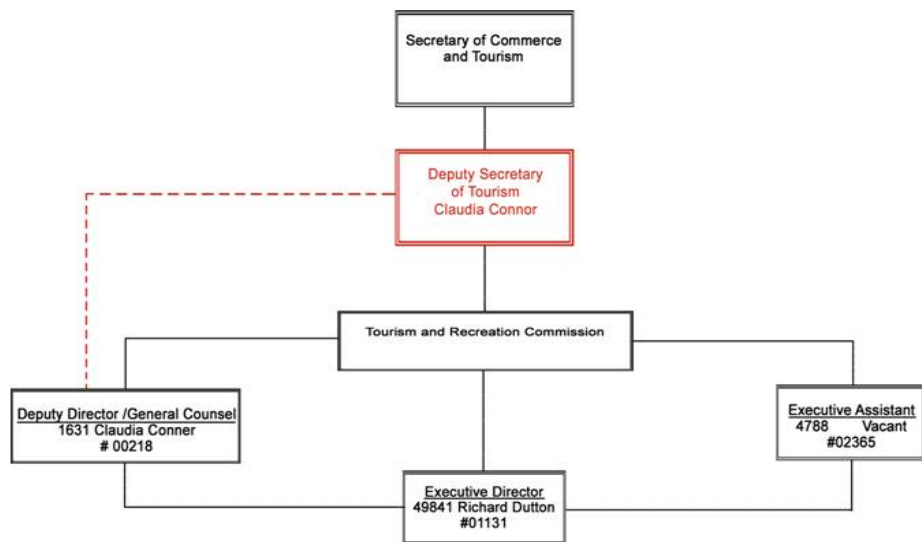 Secretary of Commerce
and Tourism
Deputy Secretary
of Tourism
Claudia Connor
Tourism and Recreation Commission
Deputy Director /General Counsel
1631 Claudia Conner
# 00218
Executive Assistant
4788 Vacant
#02365
Executive Director
49841 Richard Dutton
#01131